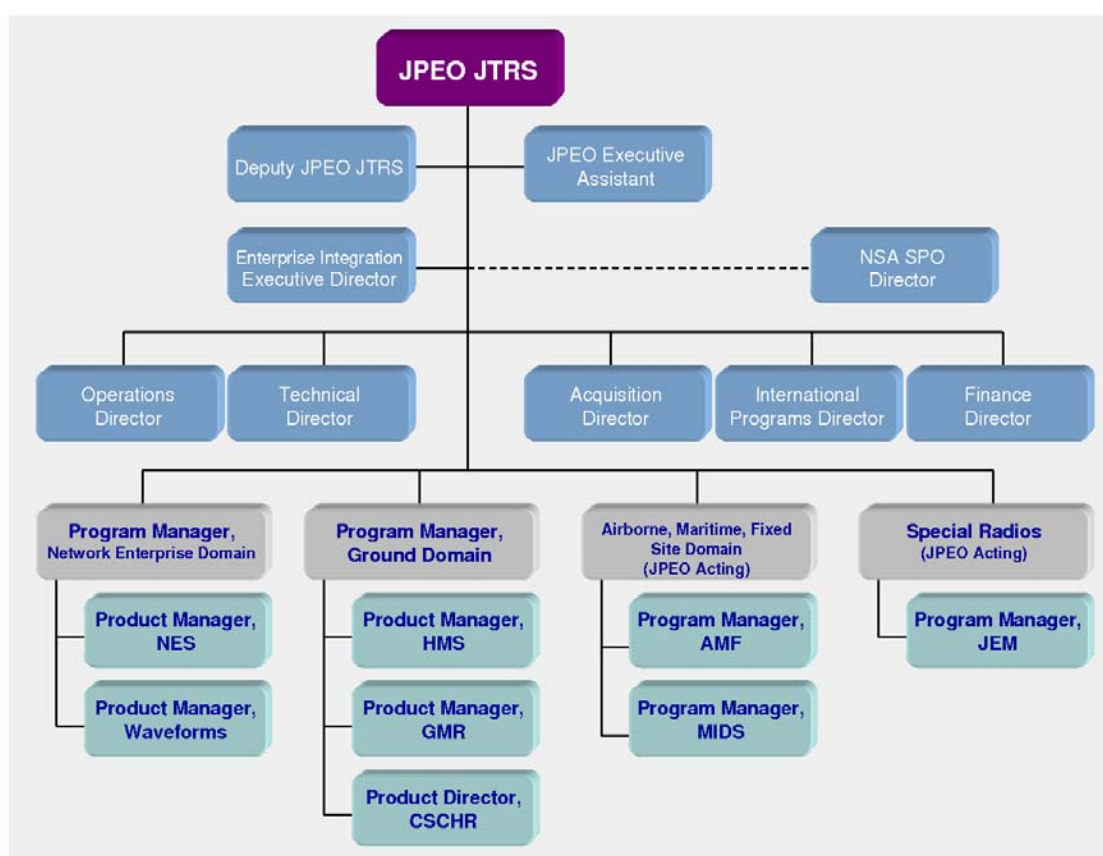 JPEO JTRS
Deputy JPEO JTRS
JPEO Executive
Assistant
Enterprise Integration
Executive Director
NSA SPO
Director
Operations
Director
Technical
Director
Acquisition
Director
International
Programs Director
Finance
Director
Program Manager,
Network Enterprise Domain
Product Manager,
NES
Product Manager,
Waveforms
Program Manager,
Ground Domain
Product Manager,
HMS
Product Manager,
GMR
Product Director,
CSCHR
Airborne, Maritime, Fixed
Site Domain
(JPEO Acting)
Program Manager,
AMF
Program Manager,
MIDS
Special Radios
(JPEO Acting)
Program Manager,
JEM